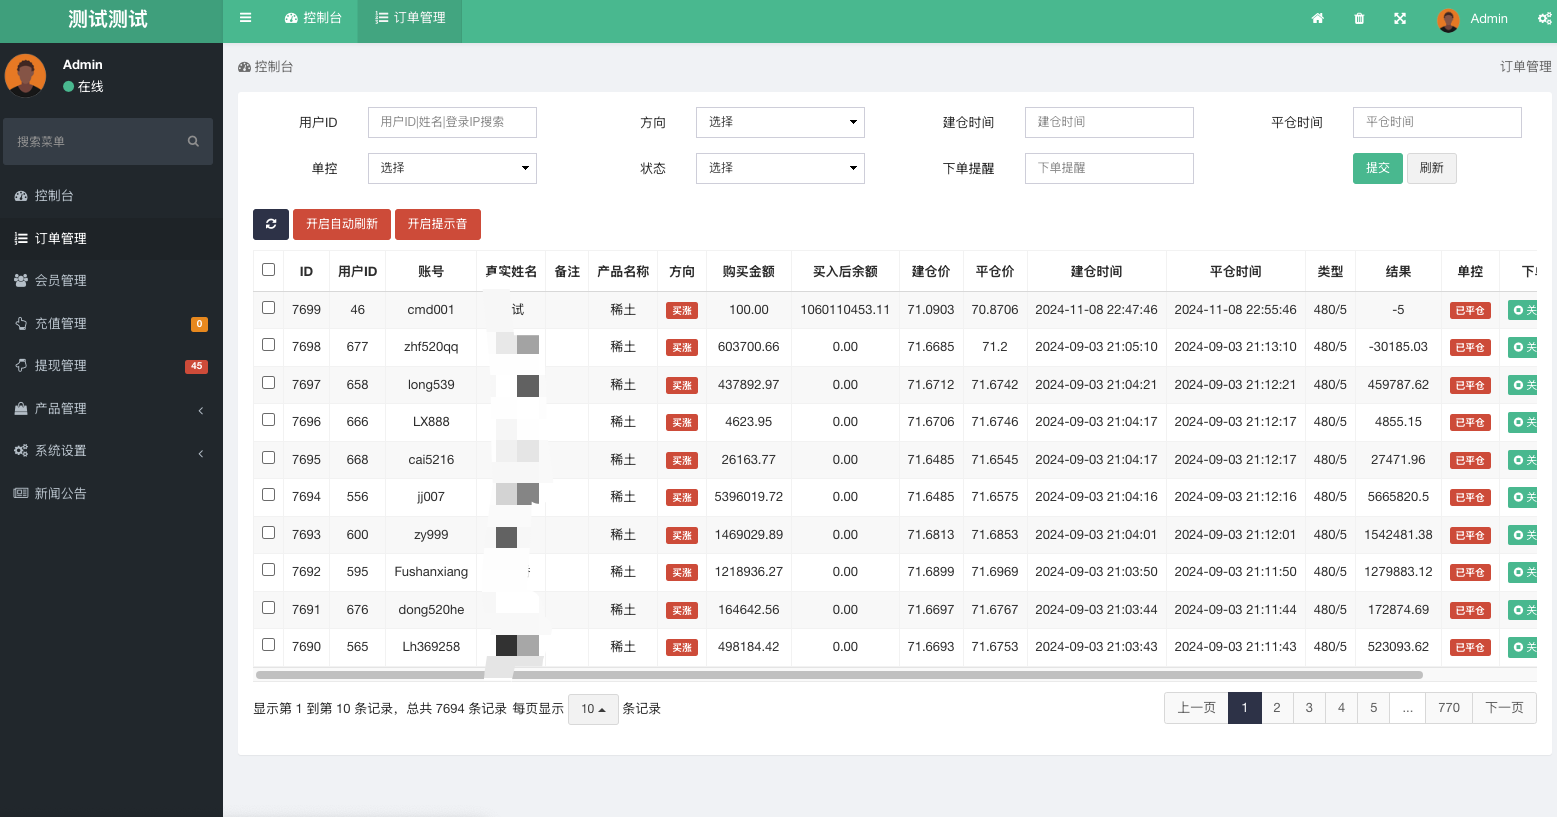 测试测试
控制台 订单管理 Admin
Admin
在线
搜索菜单
控制台
订单管理
会员管理
充值管理 0
提现管理 45
产品管理
系统设置
新闻公告
控制台 订单管理
用户ID 用户ID|姓名|登录IP搜索 方向 选择 建仓时间 建仓时间 平仓时间 平仓时间
单控 选择 状态 选择 下单提醒 下单提醒 提交 刷新
开启自动刷新 开启提示音
ID 用户ID 账号 真实姓名 备注 产品名称 方向 购买金额 买入后余额 建仓价 平仓价 建仓时间 平仓时间 类型 结果 单控 下
7699 46 cmd001 试 稀土 买涨 100.00 1060110453.11 71.0903 70.8706 2024-11-08 22:47:46 2024-11-08 22:55:46 480/5 -5 已平仓 关
7698 677 zhf520qq 稀土 买涨 603700.66 0.00 71.6685 71.2 2024-09-03 21:05:10 2024-09-03 21:13:10 480/5 -30185.03 已平仓 关
7697 658 long539 稀土 买涨 437892.97 0.00 71.6712 71.6742 2024-09-03 21:04:21 2024-09-03 21:12:21 480/5 459787.62 已平仓 关
7696 666 LX888 稀土 买涨 4623.95 0.00 71.6706 71.6746 2024-09-03 21:04:17 2024-09-03 21:12:17 480/5 4855.15 已平仓 关
7695 668 cai5216 稀土 买涨 26163.77 0.00 71.6485 71.6545 2024-09-03 21:04:17 2024-09-03 21:12:17 480/5 27471.96 已平仓 关
7694 556 jj007 稀土 买涨 5396019.72 0.00 71.6485 71.6575 2024-09-03 21:04:16 2024-09-03 21:12:16 480/5 5665820.5 已平仓 关
7693 600 zy999 稀土 买涨 1469029.89 0.00 71.6813 71.6853 2024-09-03 21:04:01 2024-09-03 21:12:01 480/5 1542481.38 已平仓 关
7692 595 Fushanxiang 稀土 买涨 1218936.27 0.00 71.6899 71.6969 2024-09-03 21:03:50 2024-09-03 21:11:50 480/5 1279883.12 已平仓 关
7691 676 dong520he 稀土 买涨 164642.56 0.00 71.6697 71.6767 2024-09-03 21:03:44 2024-09-03 21:11:44 480/5 172874.69 已平仓 关
7690 565 Lh369258 稀土 买涨 498184.42 0.00 71.6693 71.6753 2024-09-03 21:03:43 2024-09-03 21:11:43 480/5 523093.62 已平仓 关
显示第 1 到第 10 条记录，总共 7694 条记录 每页显示 10 条记录 上一页 1 2 3 4 5 ... 770 下一页